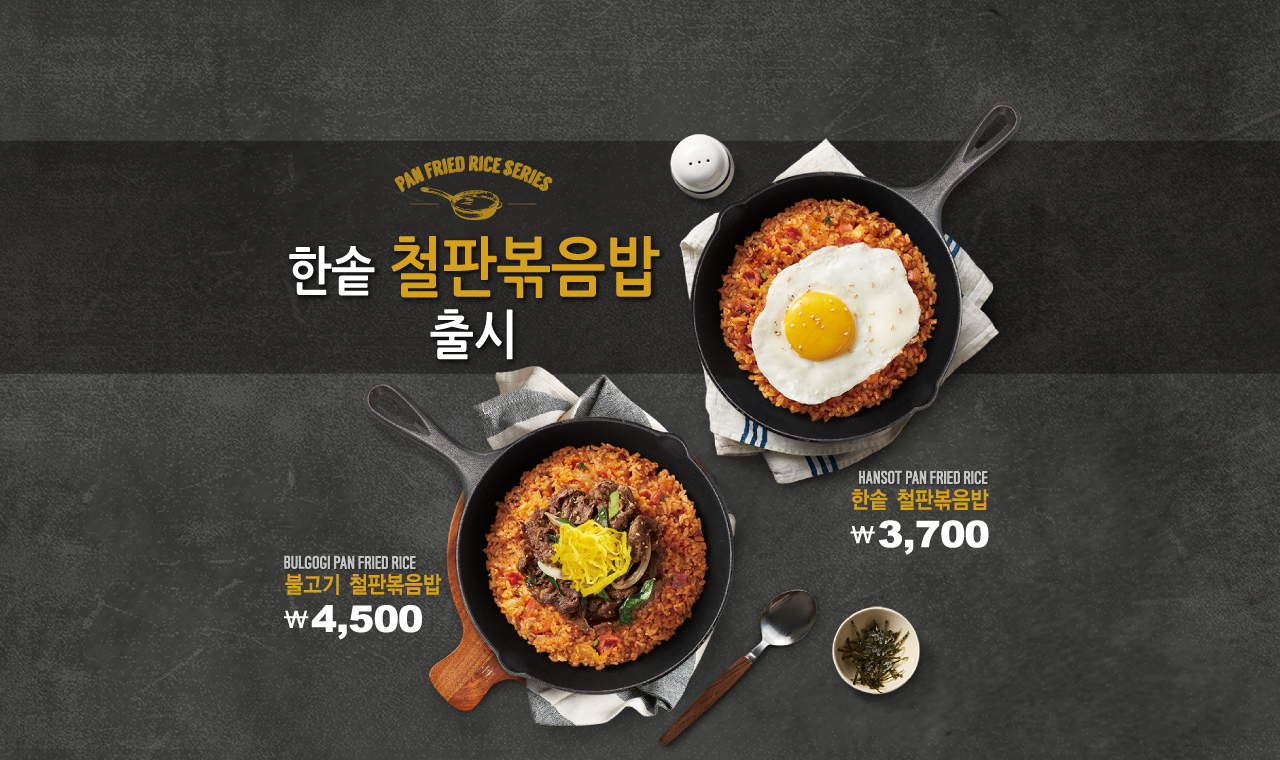 PAN FRIED RICE SERIES
한솥 철판볶음밥
출시
HANSOT PAN FRIED RICE
한솥 철판볶음밥
₩3,700
BULGOGI PAN FRIED RICE
불고기 철판볶음밥
₩4,500